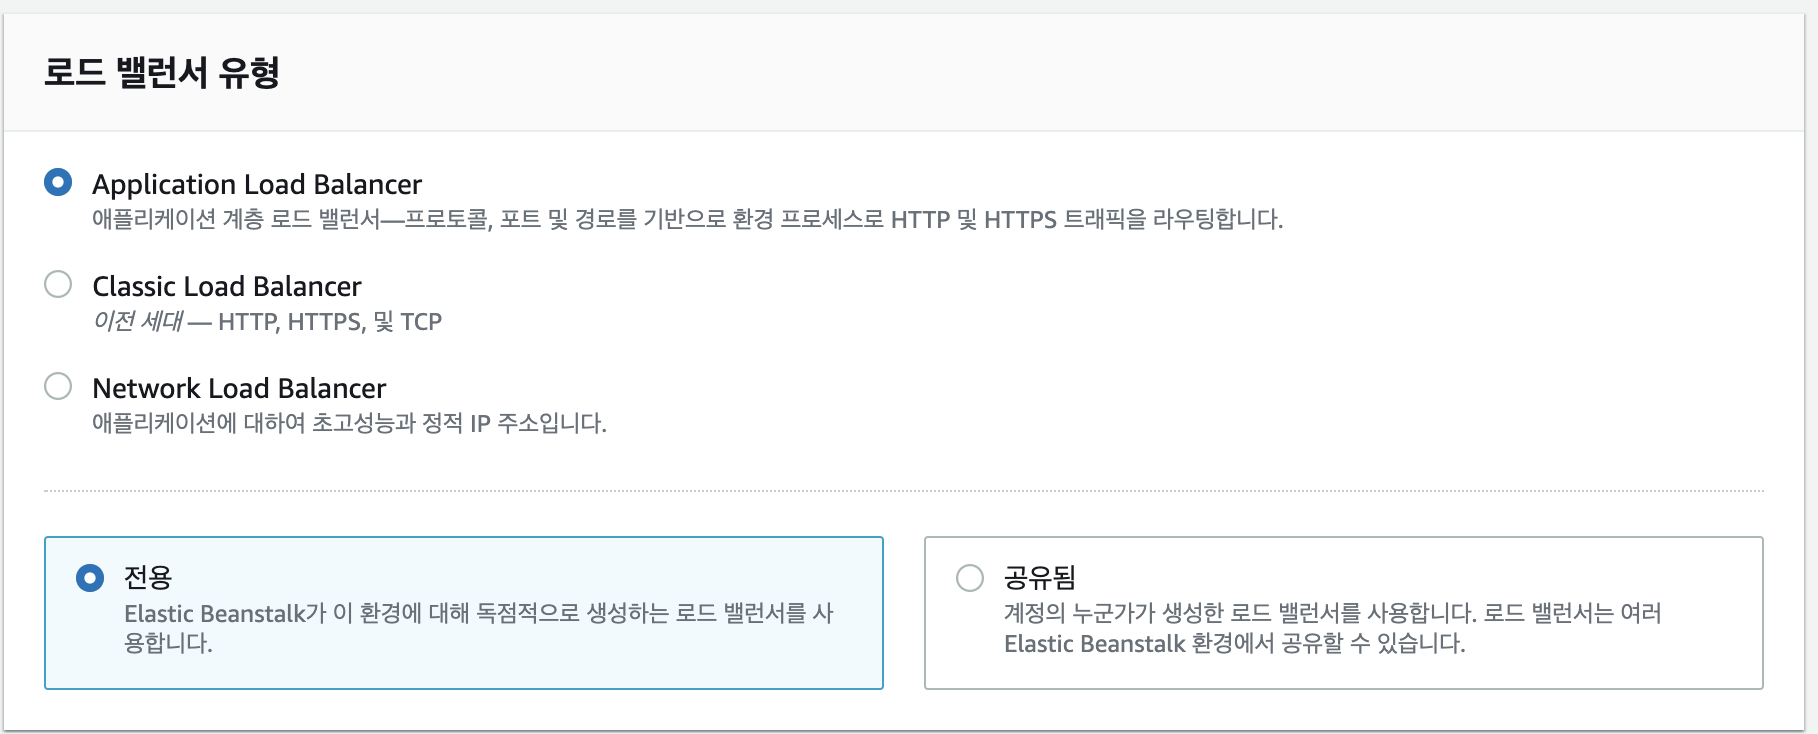 로드 밸런서 유형
Application Load Balancer
애플리케이션 계층 로드 밸런서—프로토콜, 포트 및 경로를 기반으로 환경 프로세스로 HTTP 및 HTTPS 트래픽을 라우팅합니다.
Classic Load Balancer
이전 세대 — HTTP, HTTPS, 및 TCP
Network Load Balancer
애플리케이션에 대하여 초고성능과 정적 IP 주소입니다.
전용
Elastic Beanstalk가 이 환경에 대해 독점적으로 생성하는 로드 밸런서를 사
용합니다.
공유됨
계정의 누군가가 생성한 로드 밸런서를 사용합니다. 로드 밸런서는 여러
Elastic Beanstalk 환경에서 공유할 수 있습니다.